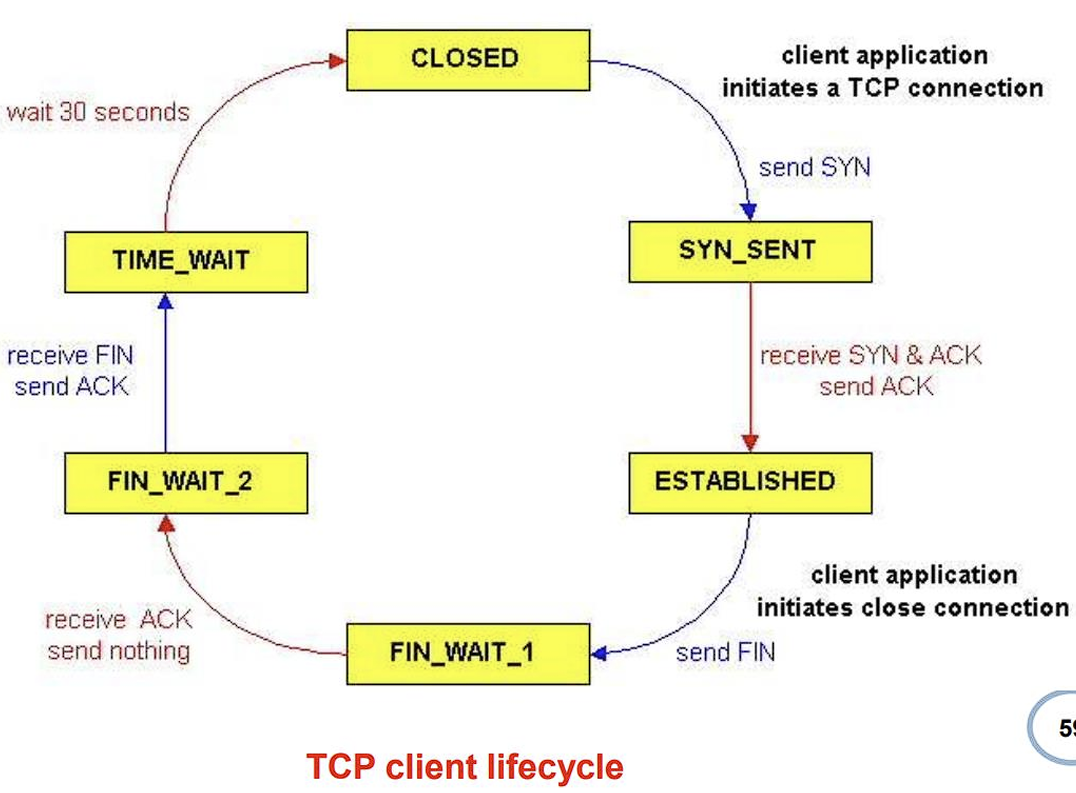 CLOSED
client application
initiates a TCP connection
wait 30 seconds
send SYN
TIME_WAIT
SYN_SENT
receive FIN
send ACK
receive SYN & ACK
send ACK
FIN_WAIT_2
ESTABLISHED
client application
initiates close connection
receive ACK
send nothing
FIN_WAIT_1
send FIN
TCP client lifecycle